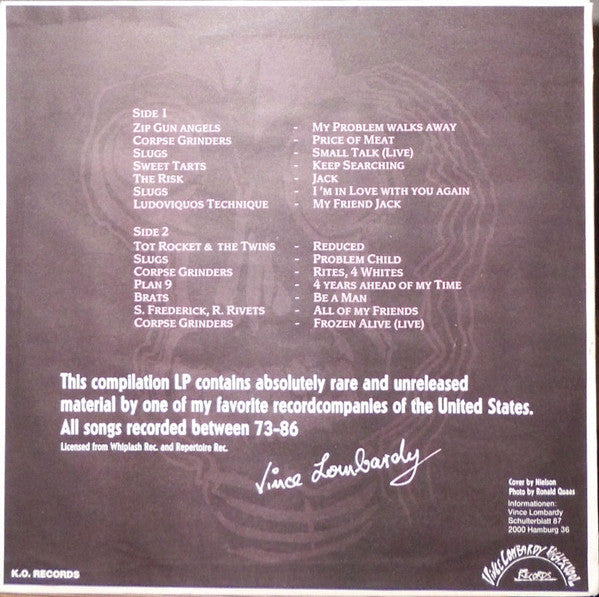 Side 1
Zip Gun angels - My Problem walks away
Corpse Grinders - Price of Meat
Slugs - Small Talk (Live)
Sweet Tarts - Keep Searching
The Risk - Jack
Slugs - I 'm in Love with you again
Ludoviquos Technique - My Friend Jack
Side 2
Tot Rocket & the Twins - Reduced
Slugs - Problem Child
Corpse Grinders - Rites, 4 Whites
Plan 9 - 4 years ahead of my Time
Brats - Be a Man
S. Frederick, R. Rivets - All of my Friends
Corpse Grinders - Frozen Alive (live)
This compilation LP contains absolutely rare and unreleased
material by one of my favorite recordcompanies of the United States.
All songs recorded between 73-86
Licensed from Whiplash Rec. and Repertoire Rec.
Vince Lombardy
Cover by Nielson
Photo by Ronald Quaas
Informationen:
Vince Lombardy
Schulterblatt 87
2000 Hamburg 36
Vince Lombardy Highschool
Records
K.O. RECORDS